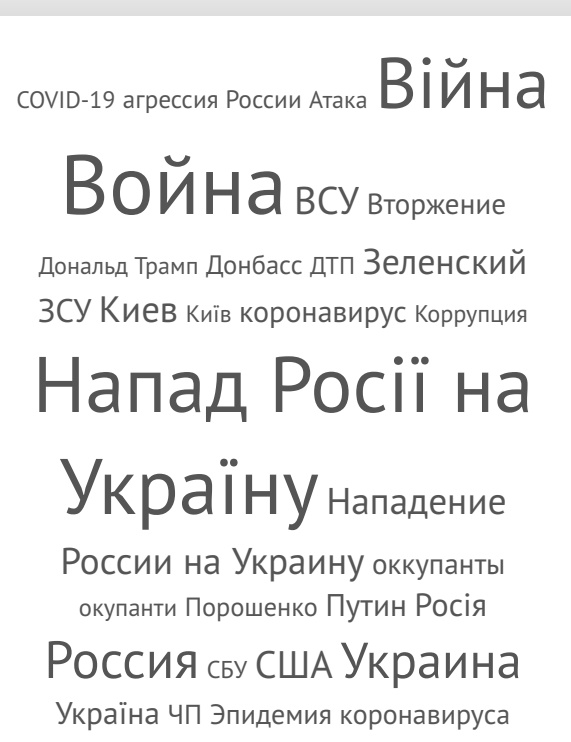 COVID-19 агрессия России Атака Війна
Война ВСУ Вторжение
Дональд Трамп Донбасс ДТП Зеленский
ЗСУ Киев Київ коронавирус Коррупция
Напад Росії на
Україну Нападение
России на Украину оккупанты
окупанти Порошенко Путин Росія
Россия СБУ США Украина
Україна ЧП Эпидемия коронавируса